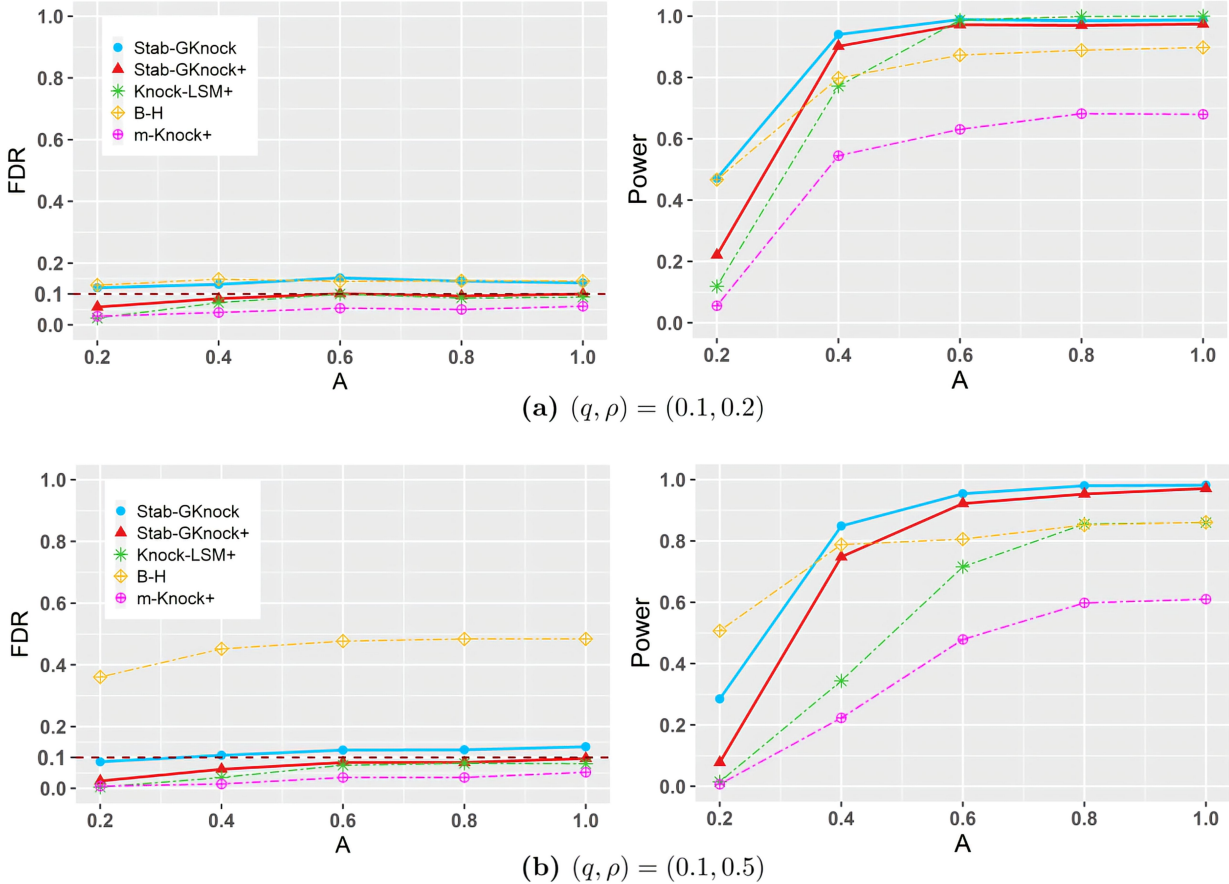 1.0
0.8
0.6
0.4
0.2
0.1
0.0
FDR
Stab-GKnock
Stab-GKnock+
Knock-LSM+
B-H
m-Knock+
0.2 0.4 0.6 0.8 1.0
A
1.0
0.8
0.6
0.4
0.2
0.0
Power
0.2 0.4 0.6 0.8 1.0
A
(a) (q, ρ) = (0.1, 0.2)
1.0
0.8
0.6
0.4
0.2
0.1
0.0
FDR
Stab-GKnock
Stab-GKnock+
Knock-LSM+
B-H
m-Knock+
0.2 0.4 0.6 0.8 1.0
A
1.0
0.8
0.6
0.4
0.2
0.0
Power
0.2 0.4 0.6 0.8 1.0
A
(b) (q, ρ) = (0.1, 0.5)